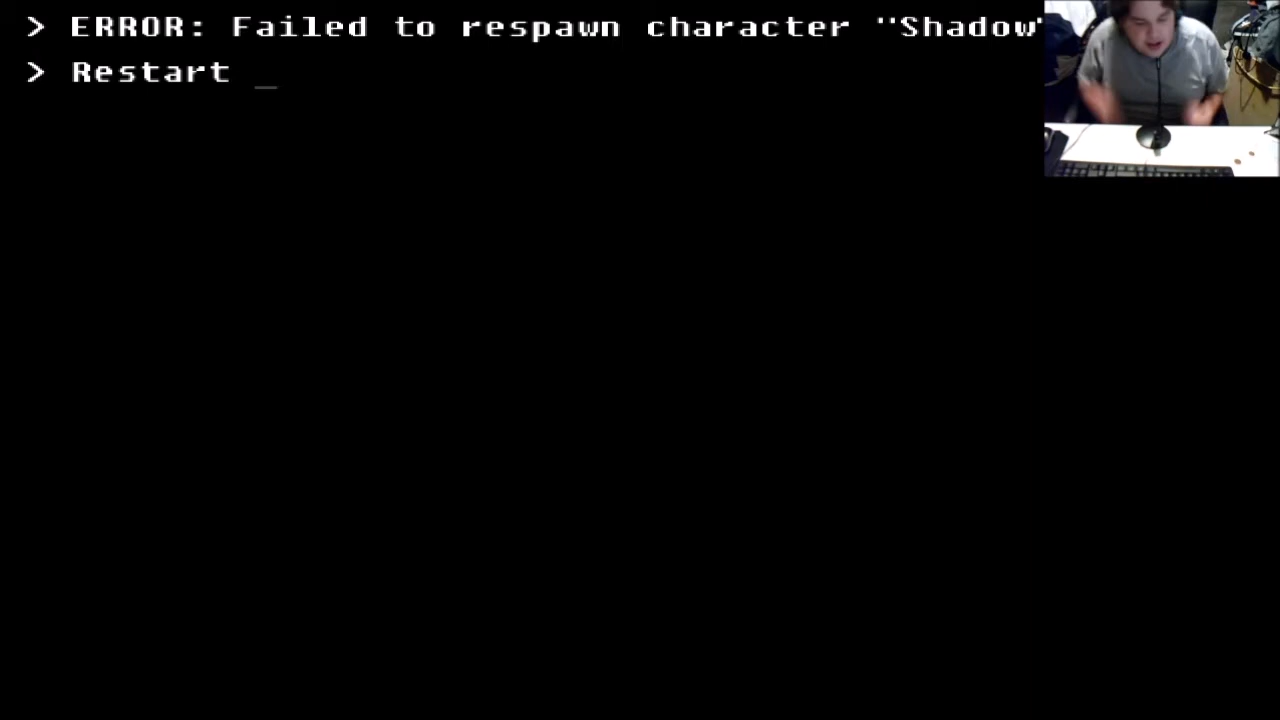 > ERROR: Failed to respawn character "Shadow"
> Restart _